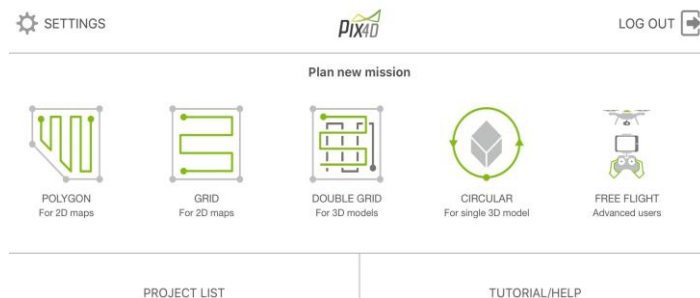 SETTINGS
PIX4D
LOG OUT
Plan new mission
POLYGON
For 2D maps
GRID
For 2D maps
DOUBLE GRID
For 3D models
CIRCULAR
For single 3D model
FREE FLIGHT
Advanced users
PROJECT LIST
TUTORIAL/HELP